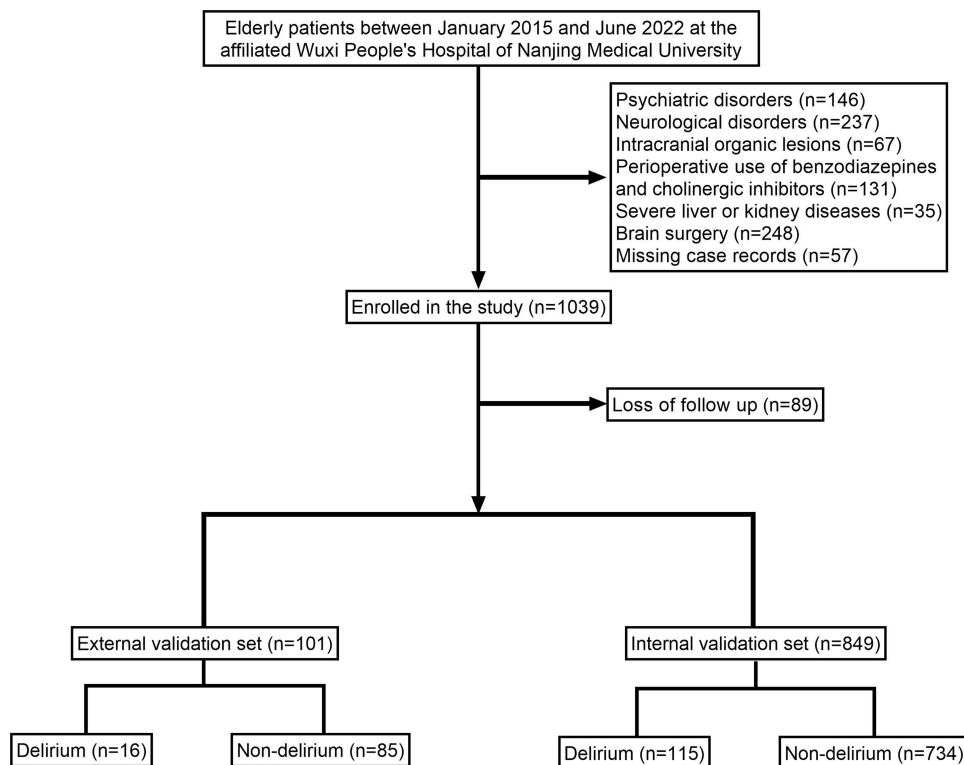 Elderly patients between January 2015 and June 2022 at the
affiliated Wuxi People's Hospital of Nanjing Medical University
Psychiatric disorders (n=146)
Neurological disorders (n=237)
Intracranial organic lesions (n=67)
Perioperative use of benzodiazepines
and cholinergic inhibitors (n=131)
Severe liver or kidney diseases (n=35)
Brain surgery (n=248)
Missing case records (n=57)
Enrolled in the study (n=1039)
Loss of follow up (n=89)
External validation set (n=101)
Internal validation set (n=849)
Delirium (n=16)
Non-delirium (n=85)
Delirium (n=115)
Non-delirium (n=734)